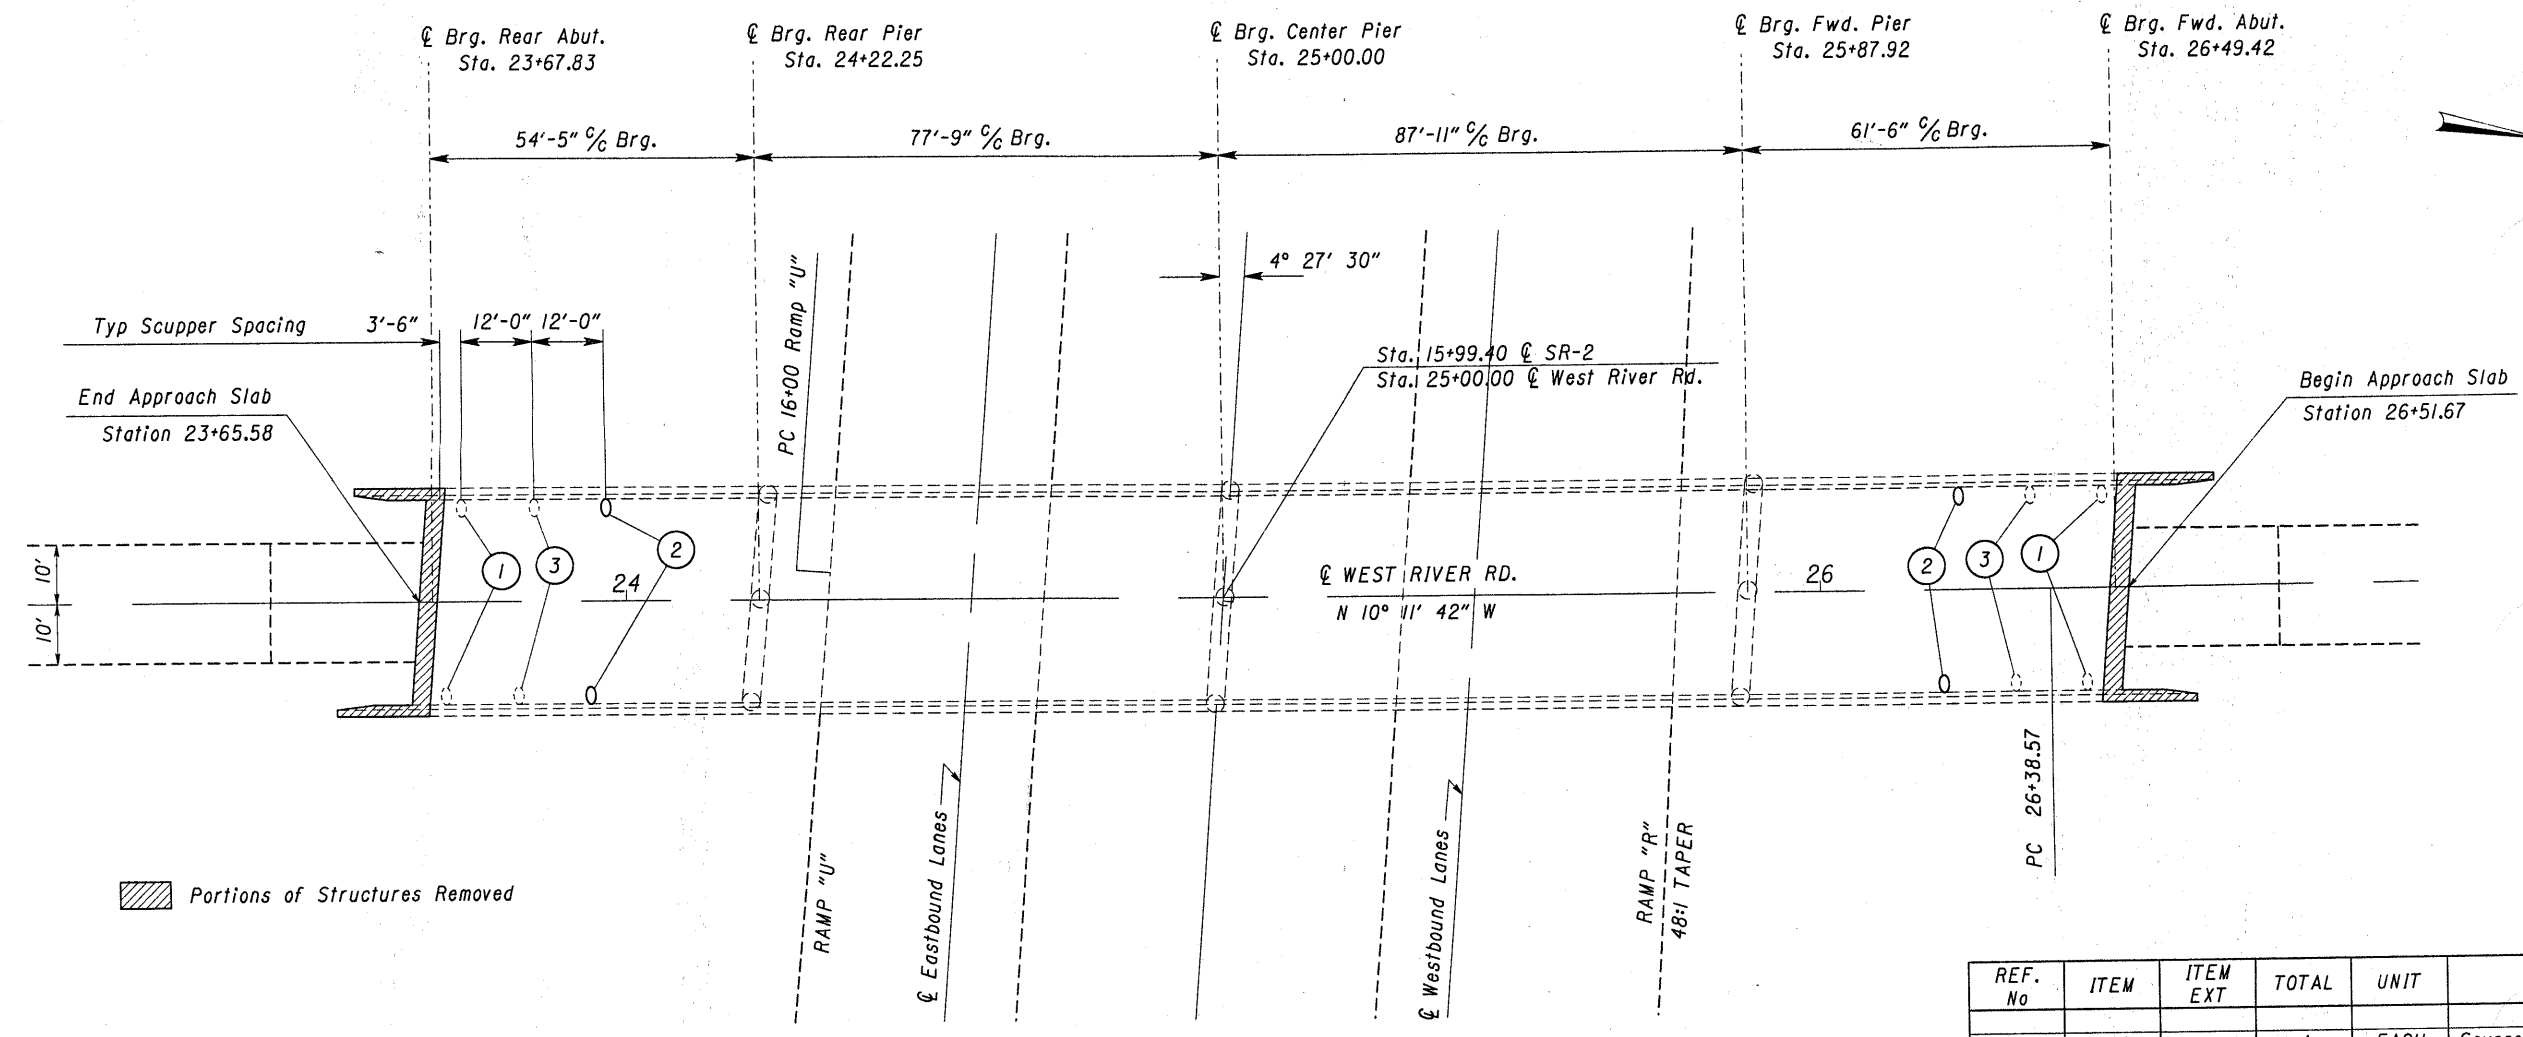 ℄ Brg. Rear Abut.
Sta. 23+67.83
℄ Brg. Rear Pier
Sta. 24+22.25
℄ Brg. Center Pier
Sta. 25+00.00
℄ Brg. Fwd. Pier
Sta. 25+87.92
℄ Brg. Fwd. Abut.
Sta. 26+49.42
54'-5" C/C Brg.
77'-9" C/C Brg.
87'-11" C/C Brg.
61'-6" C/C Brg.
4° 27' 30"
Typ Scupper Spacing
3'-6"
12'-0"
12'-0"
PC 16+00 Ramp "U"
Sta. 15+99.40 ℄ SR-2
Sta. 25+00.00 ℄ West River Rd.
End Approach Slab
Station 23+65.58
Begin Approach Slab
Station 26+51.67
10'
10'
1
3
2
24
℄ WEST RIVER RD.
N 10° 11' 42" W
26
2
3
1
PC 26+38.57
RAMP "U"
℄ Eastbound Lanes
℄ Westbound Lanes
RAMP "R"
48:1 TAPER
Portions of Structures Removed
REF. No
ITEM
ITEM EXT
TOTAL
UNIT
EACH